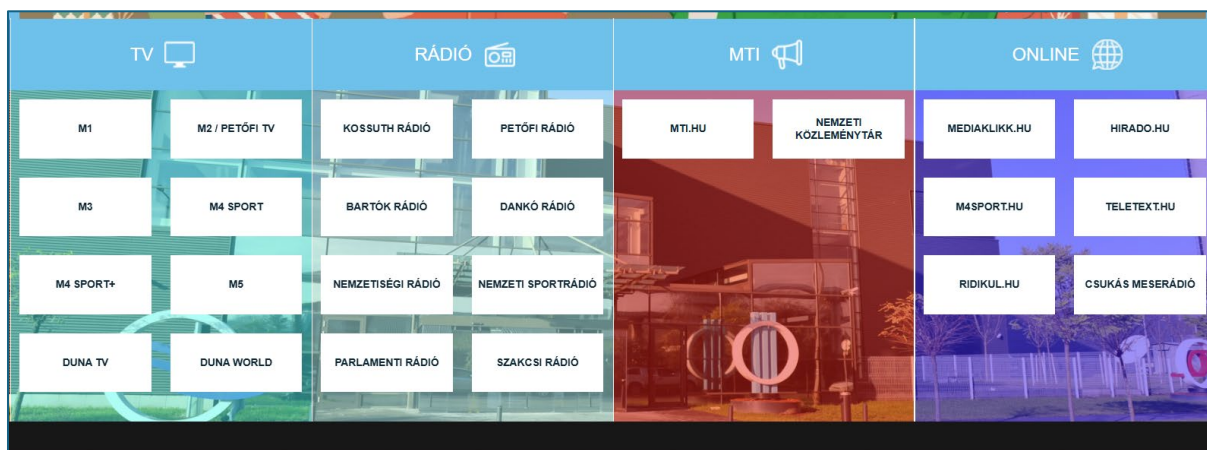 TV
M1
M2 / PETŐFI TV
M3
M4 SPORT
M4 SPORT+
M5
DUNA TV
DUNA WORLD
RÁDIÓ
KOSSUTH RÁDIÓ
PETŐFI RÁDIÓ
BARTÓK RÁDIÓ
DANKÓ RÁDIÓ
NEMZETISÉGI RÁDIÓ
NEMZETI SPORTRÁDIÓ
PARLAMENTI RÁDIÓ
SZAKCSI RÁDIÓ
MTI
MTI.HU
NEMZETI
KÖZLEMÉNYTÁR
ONLINE
MEDIAKLIKK.HU
HIRADO.HU
M4SPORT.HU
TELETEXT.HU
RIDIKUL.HU
CSUKÁS MESERÁDIÓ